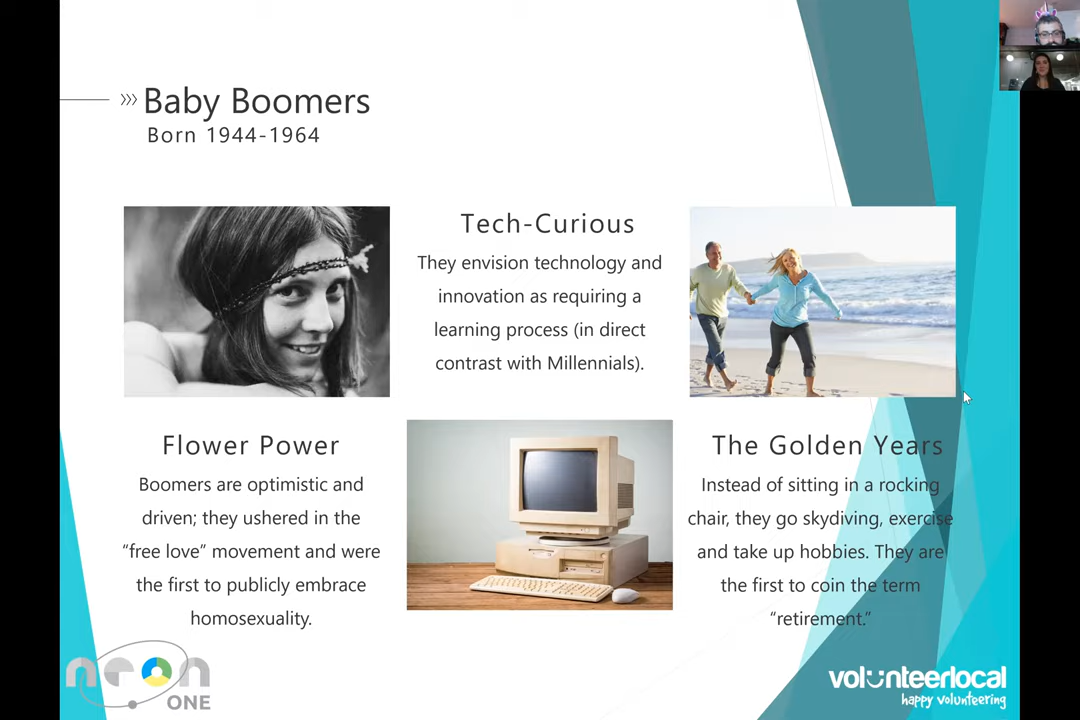 ››› Baby Boomers
Born 1944-1964
Tech-Curious
They envision technology and
innovation as requiring a
learning process (in direct
contrast with Millennials).
Flower Power
Boomers are optimistic and
driven; they ushered in the
“free love” movement and were
the first to publicly embrace
homosexuality.
The Golden Years
Instead of sitting in a rocking
chair, they go skydiving, exercise
and take up hobbies. They are
the first to coin the term
“retirement.”
neon
ONE
volunteerlocal
happy volunteering